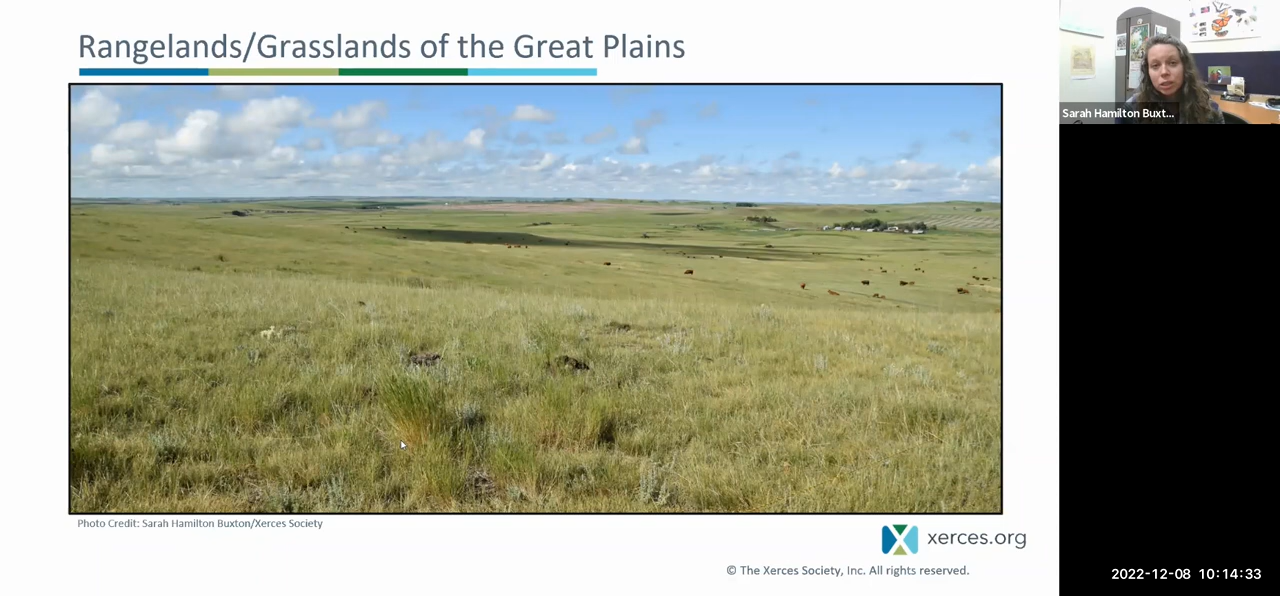 Rangelands/Grasslands of the Great Plains
Sarah Hamilton Buxt...
Photo Credit: Sarah Hamilton Buxton/Xerces Society
xerces.org
© The Xerces Society, Inc. All rights reserved.
2022-12-08 10:14:33